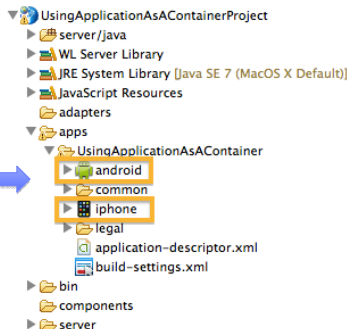 UsingApplicationAsAContainerProject
server/java
WL Server Library
JRE System Library [Java SE 7 (MacOS X Default)]
JavaScript Resources
adapters
apps
UsingApplicationAsAContainer
android
common
iphone
legal
application-descriptor.xml
build-settings.xml
bin
components
server